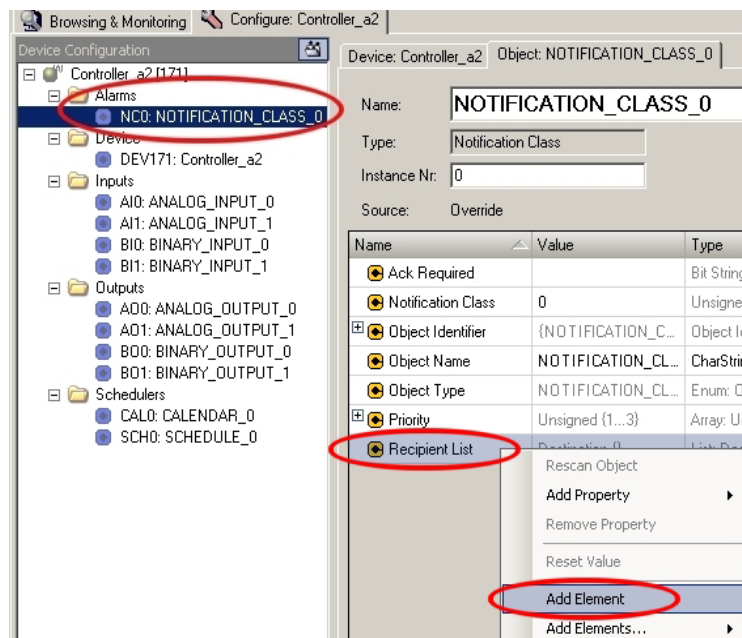 Browsing & Monitoring
Configure: Controller_a2
Device Configuration
Controller_a2 [171]
Alarms
NC0: NOTIFICATION_CLASS_0
Device
DEV171: Controller_a2
Inputs
AI0: ANALOG_INPUT_0
AI1: ANALOG_INPUT_1
BI0: BINARY_INPUT_0
BI1: BINARY_INPUT_1
Outputs
AO0: ANALOG_OUTPUT_0
AO1: ANALOG_OUTPUT_1
BO0: BINARY_OUTPUT_0
BO1: BINARY_OUTPUT_1
Schedulers
CAL0: CALENDAR_0
SCH0: SCHEDULE_0
Device: Controller_a2
Object: NOTIFICATION_CLASS_0
Name: NOTIFICATION_CLASS_0
Type: Notification Class
Instance Nr: 0
Source: Override
Name Value Type
Ack Required Bit String
Notification Class 0 Unsigne
Object Identifier {NOTIFICATION_C... Object I
Object Name NOTIFICATION_CL... CharStrin
Object Type NOTIFICATION_CL... Enum: O
Priority Unsigned {1...3} Array: U
Recipient List
Rescan Object
Add Property
Remove Property
Reset Value
Add Element
Add Elements...